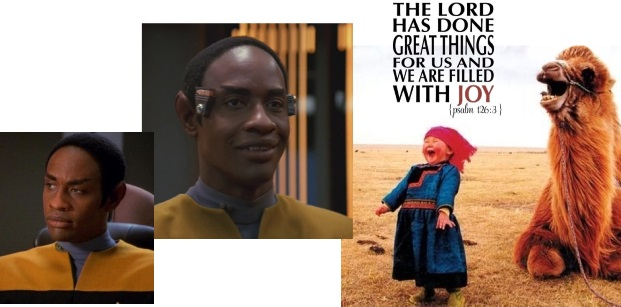 THE LORD
HAS DONE
GREAT THINGS
FOR US AND
WE ARE FILLED
WITH JOY
{psalm 126:3}